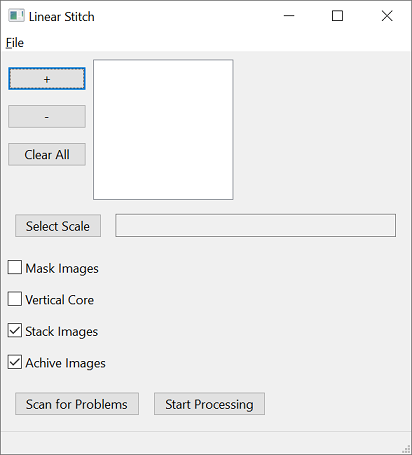 Linear Stitch
File
+
-
Clear All
Select Scale
Mask Images
Vertical Core
Stack Images
Achive Images
Scan for Problems
Start Processing